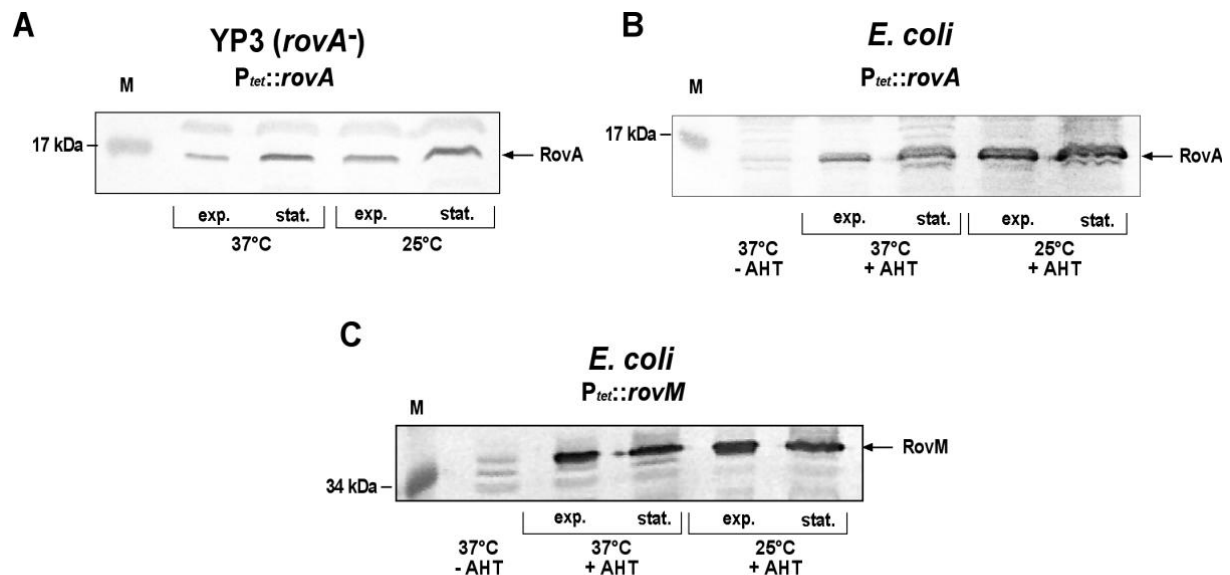 A
YP3 (rovA-)
Ptet::rovA
M
17 kDa
RovA
exp. stat. exp. stat.
37°C 25°C
B
E. coli
Ptet::rovA
M
17 kDa
RovA
exp. stat. exp. stat.
37°C 37°C 25°C
- AHT + AHT + AHT
C
E. coli
Ptet::rovM
M
RovM
34 kDa
exp. stat. exp. stat.
37°C 37°C 25°C
- AHT + AHT + AHT